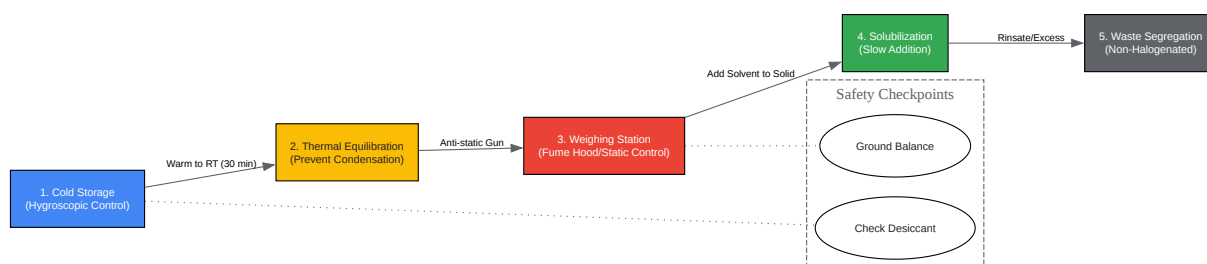 1. Cold Storage
(Hygroscopic Control)
Warm to RT (30 min)
2. Thermal Equilibration
(Prevent Condensation)
Anti-static Gun
3. Weighing Station
(Fume Hood/Static Control)
Add Solvent to Solid
4. Solubilization
(Slow Addition)
Rinsate/Excess
5. Waste Segregation
(Non-Halogenated)
Safety Checkpoints
Ground Balance
Check Desiccant